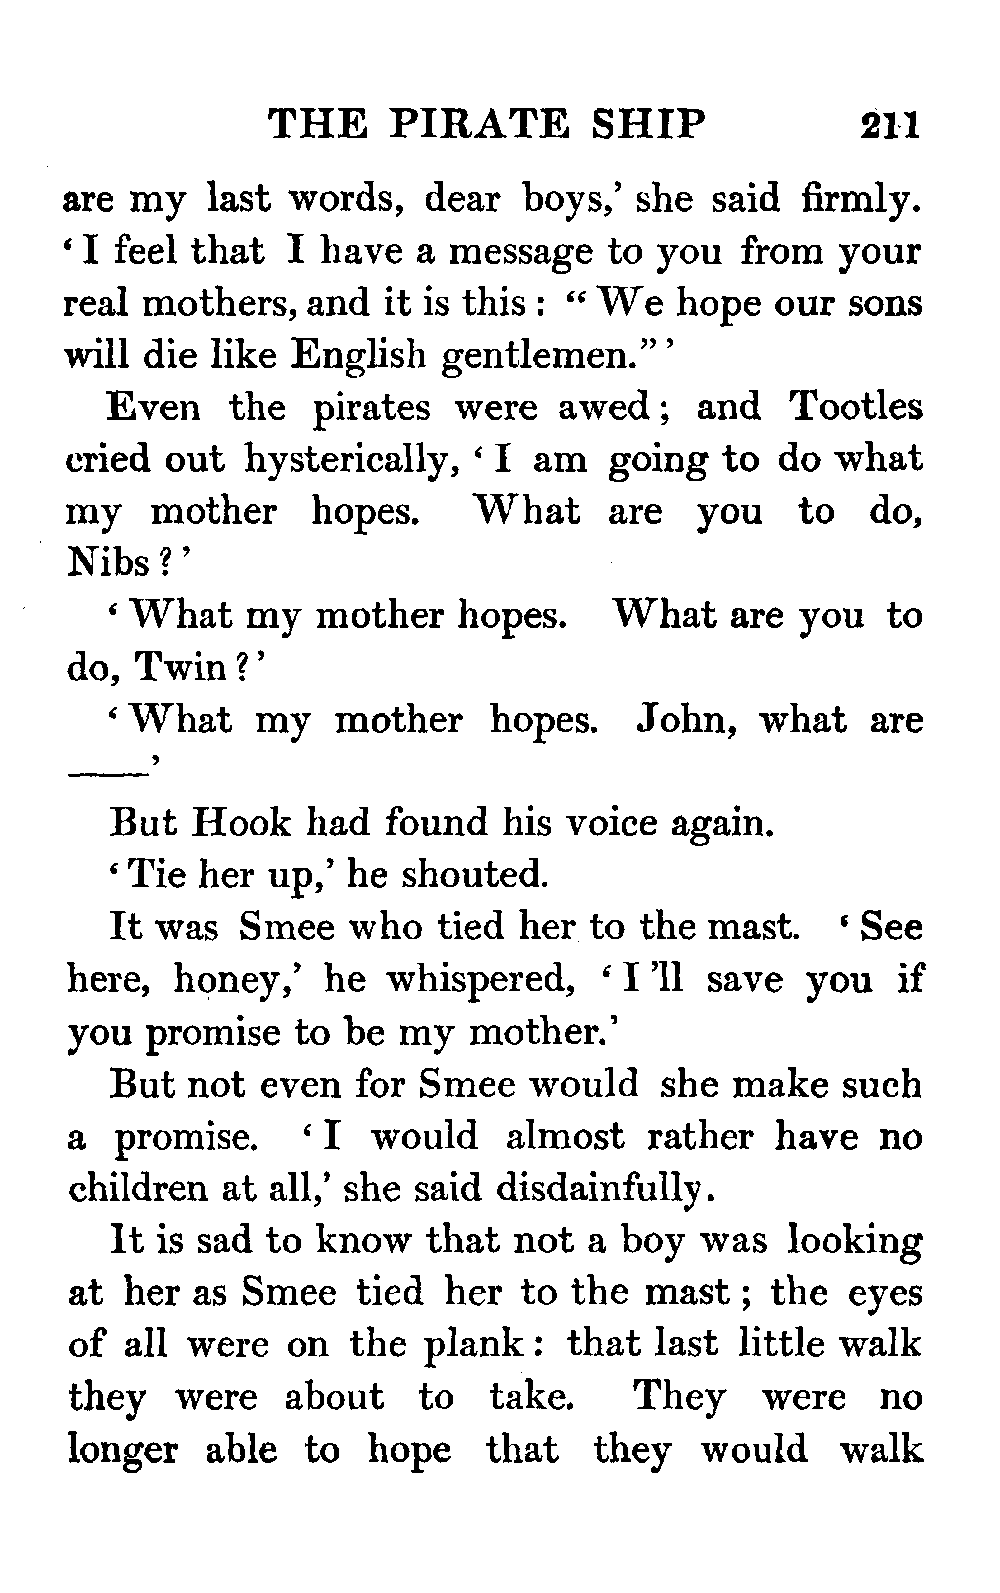 THE PIRATE SHIP 211
are my last words, dear boys,’ she said firmly.
‘ I feel that I have a message to you from your
real mothers, and it is this : “ We hope our sons
will die like English gentlemen.” ’
Even the pirates were awed ; and Tootles
cried out hysterically, ‘ I am going to do what
my mother hopes. What are you to do,
Nibs ? ’
‘ What my mother hopes. What are you to
do, Twin ? ’
‘ What my mother hopes. John, what are
——’
But Hook had found his voice again.
‘ Tie her up,’ he shouted.
It was Smee who tied her to the mast. ‘ See
here, honey,’ he whispered, ‘ I ’ll save you if
you promise to be my mother.’
But not even for Smee would she make such
a promise. ‘ I would almost rather have no
children at all,’ she said disdainfully.
It is sad to know that not a boy was looking
at her as Smee tied her to the mast ; the eyes
of all were on the plank : that last little walk
they were about to take. They were no
longer able to hope that they would walk